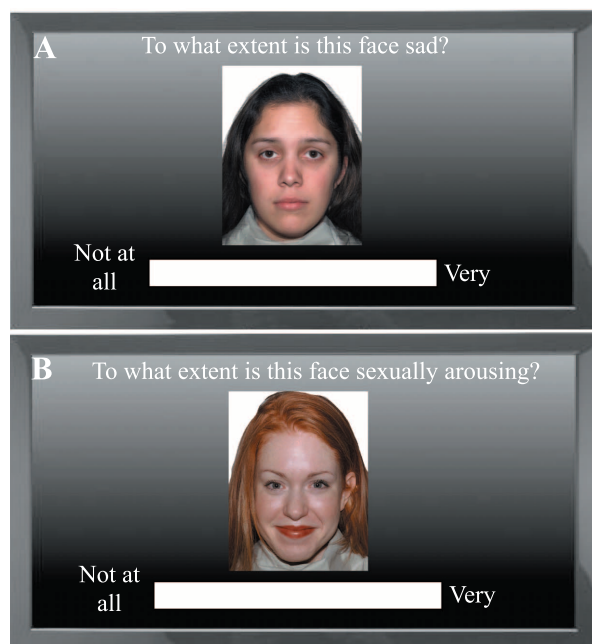 A
To what extent is this face sad?
Not at
all
Very
B
To what extent is this face sexually arousing?
Not at
all
Very